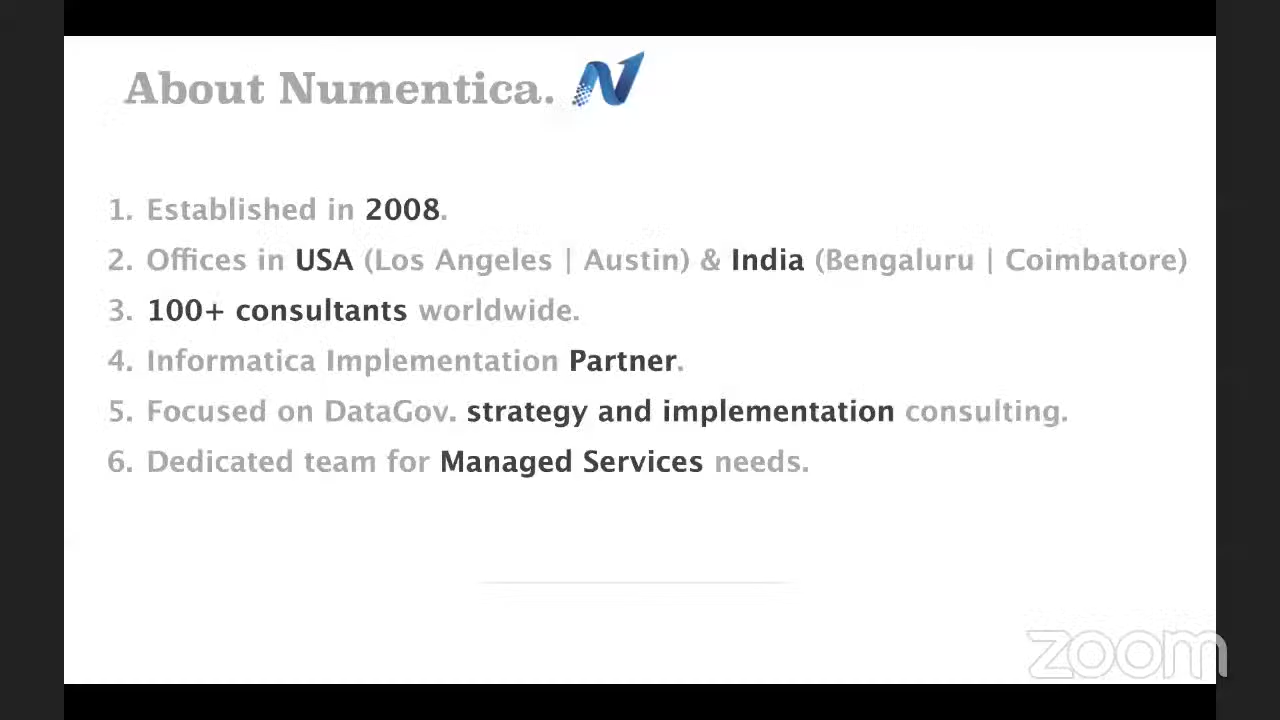 About Numentica.
1. Established in 2008.
2. Offices in USA (Los Angeles | Austin) & India (Bengaluru | Coimbatore)
3. 100+ consultants worldwide.
4. Informatica Implementation Partner.
5. Focused on DataGov. strategy and implementation consulting.
6. Dedicated team for Managed Services needs.
zoom